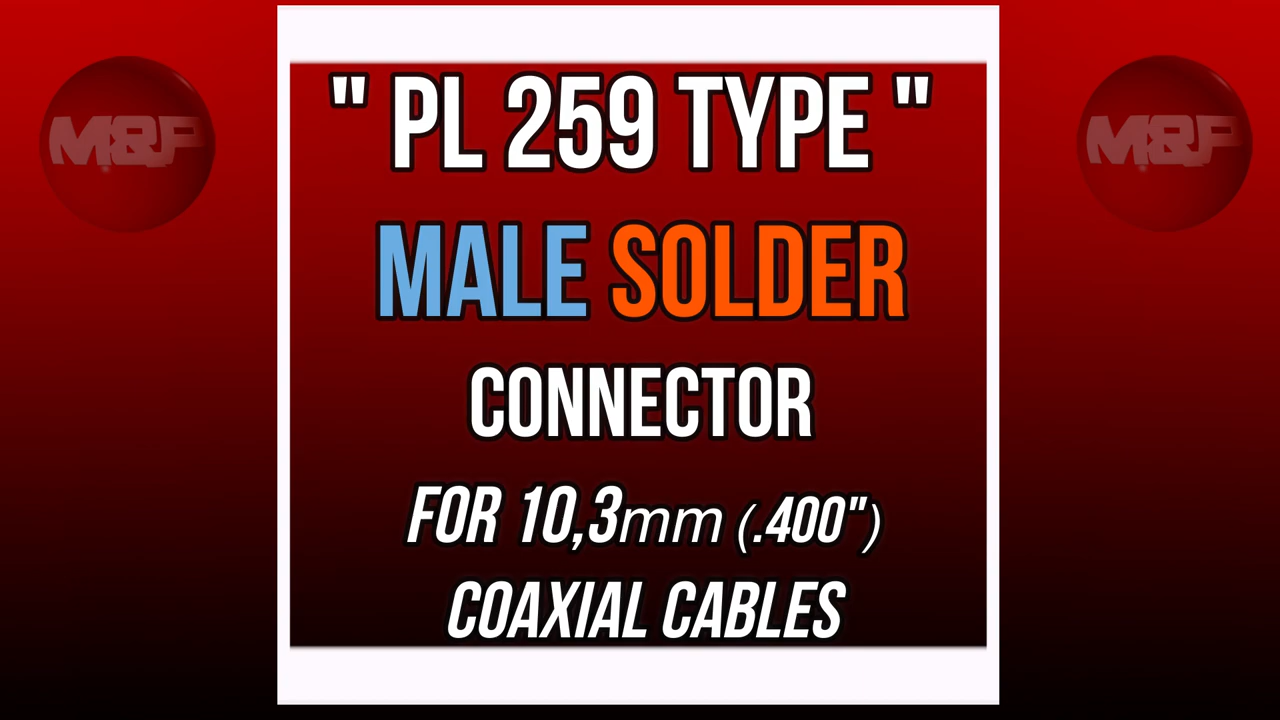 M&P
M&P
" PL 259 TYPE "
MALE SOLDER
CONNECTOR
FOR 10,3mm (.400")
COAXIAL CABLES